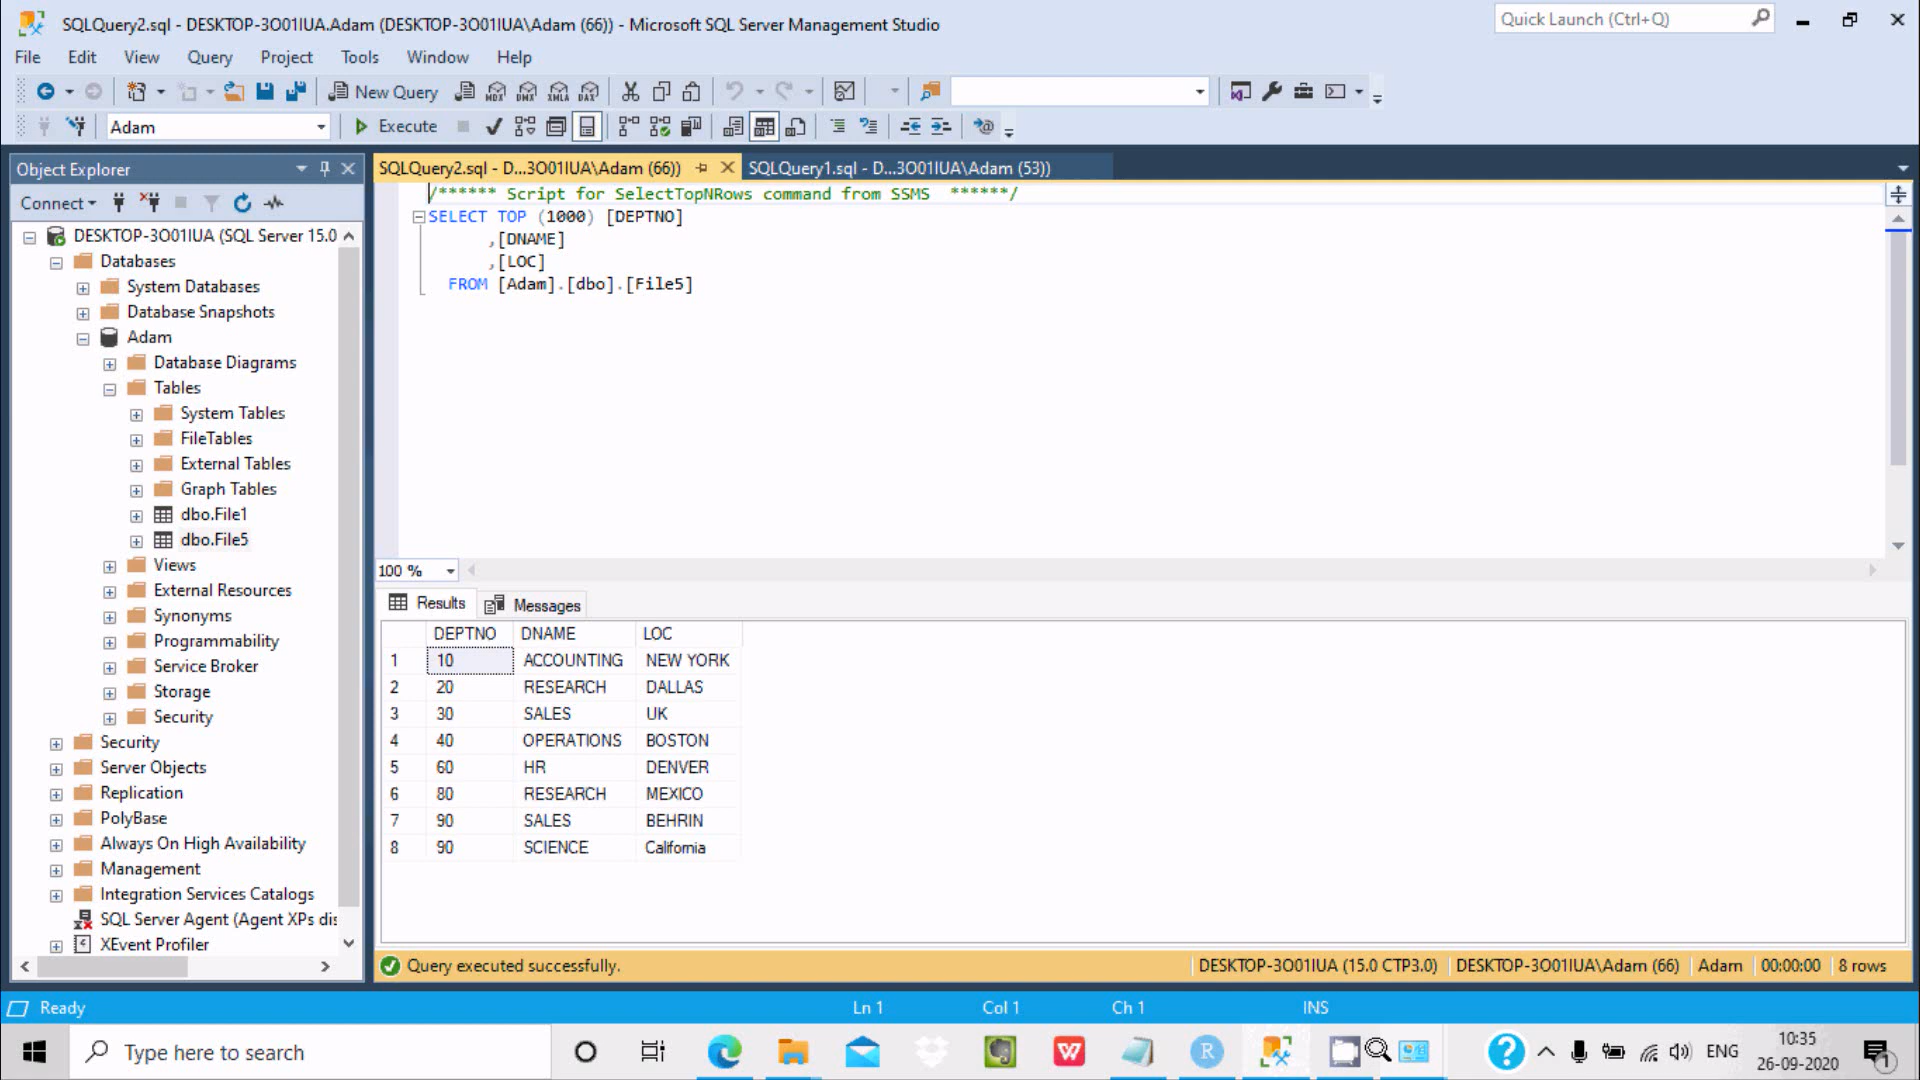 SQLQuery2.sql - DESKTOP-3O01IUA.Adam (DESKTOP-3O01IUA\Adam (66)) - Microsoft SQL Server Management Studio
Quick Launch (Ctrl+Q)
File Edit View Query Project Tools Window Help
New Query MDX DMX XMLA DAX
Adam Execute
Object Explorer
Connect
DESKTOP-3O01IUA (SQL Server 15.0
Databases
System Databases
Database Snapshots
Adam
Database Diagrams
Tables
System Tables
FileTables
External Tables
Graph Tables
dbo.File1
dbo.File5
Views
External Resources
Synonyms
Programmability
Service Broker
Storage
Security
Security
Server Objects
Replication
PolyBase
Always On High Availability
Management
Integration Services Catalogs
SQL Server Agent (Agent XPs dis
XEvent Profiler
SQLQuery2.sql - D...3O01IUA\Adam (66)) SQLQuery1.sql - D...3O01IUA\Adam (53))
/****** Script for SelectTopNRows command from SSMS ******/
SELECT TOP (1000) [DEPTNO]
,[DNAME]
,[LOC]
FROM [Adam].[dbo].[File5]
100 %
Results Messages
DEPTNO DNAME LOC
1 10 ACCOUNTING NEW YORK
2 20 RESEARCH DALLAS
3 30 SALES UK
4 40 OPERATIONS BOSTON
5 60 HR DENVER
6 80 RESEARCH MEXICO
7 90 SALES BEHRIN
8 90 SCIENCE California
Query executed successfully. DESKTOP-3O01IUA (15.0 CTP3.0) DESKTOP-3O01IUA\Adam (66) Adam 00:00:00 8 rows
Ready Ln 1 Col 1 Ch 1 INS
Type here to search
W R ? ENG
10:35
26-09-2020
1